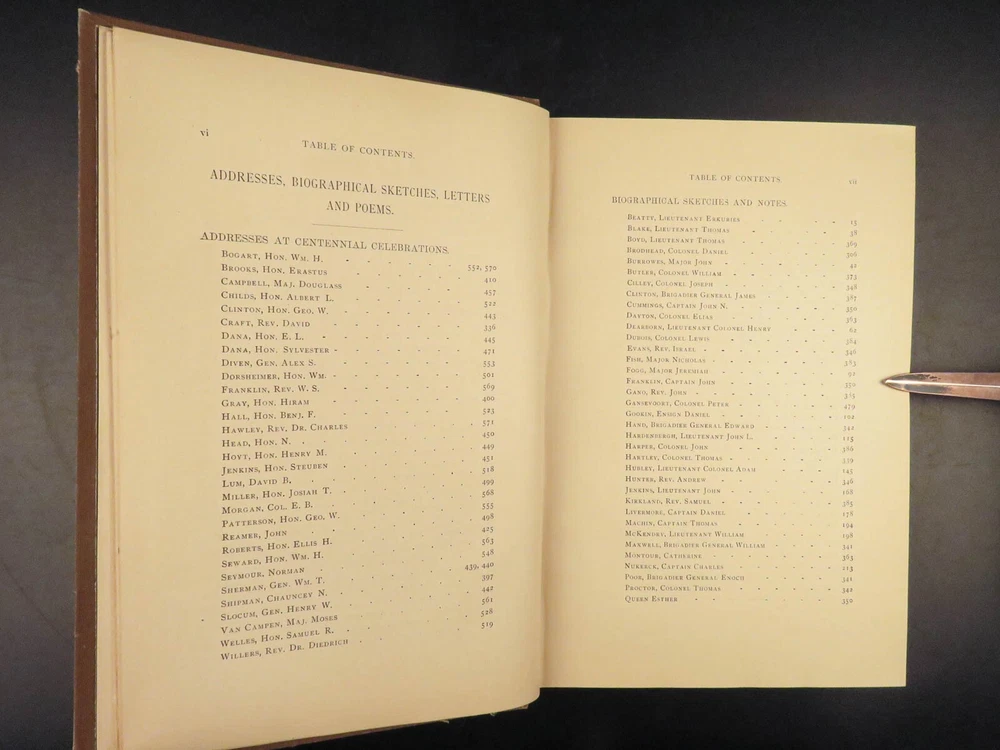 vi
TABLE OF CONTENTS.
ADDRESSES, BIOGRAPHICAL SKETCHES, LETTERS
AND POEMS.
ADDRESSES AT CENTENNIAL CELEBRATIONS.
Bogart, Hon. Wm. H. - - - - - 552, 570
Brooks, Hon. Erastus - - - - - 410
Campbell, Maj. Douglass - - - - - 457
Childs, Hon. Albert L. - - - - - 522
Clinton, Hon. Geo. W. - - - - - 443
Craft, Rev. David - - - - - 336
Dana, Hon. E. L. - - - - - 445
Dana, Hon. Sylvester - - - - - 471
Diven, Gen. Alex S. - - - - - 553
Dorsheimer, Hon. Wm. - - - - - 501
Franklin, Rev. W. S. - - - - - 569
Gray, Hon. Hiram - - - - - 400
Hall, Hon. Benj. F. - - - - - 523
Hawley, Rev. Dr. Charles - - - - - 571
Head, Hon. N. - - - - - 450
Hoyt, Hon. Henry M. - - - - - 449
Jenkins, Hon. Steuben - - - - - 451
Lum, David B. - - - - - 518
Miller, Hon. Josiah T. - - - - - 499
Morgan, Col. E. B. - - - - - 568
Patterson, Hon. Geo. W. - - - - - 555
Reamer, John - - - - - 498
Roberts, Hon. Ellis H. - - - - - 425
Seward, Hon. Wm. H. - - - - - 563
Seymour, Norman - - - - - 548
Sherman, Gen. Wm. T. - - - - - 439, 440
Shipman, Chauncey N. - - - - - 397
Slocum, Gen. Henry W. - - - - - 442
Van Campen, Maj. Moses - - - - - 561
Welles, Hon. Samuel R. - - - - - 528
Willers, Rev. Dr. Diedrich - - - - - 519
TABLE OF CONTENTS
vii
BIOGRAPHICAL SKETCHES AND NOTES.
Beatty, Lieutenant Erkuries - - - - 15
Blake, Lieutenant Thomas - - - - 38
Boyd, Lieutenant Thomas - - - - 369
Brodhead, Colonel Daniel - - - - 306
Burrowes, Major John - - - - 42
Butler, Colonel William - - - - 373
Cilley, Colonel Joseph - - - - 348
Clinton, Brigadier General James - - - - 387
Cummings, Captain John N. - - - - 350
Dayton, Colonel Elias - - - - 363
Dearborn, Lieutenant Colonel Henry - - - - 62
Dubois, Colonel Lewis - - - - 364
Evans, Rev. Israel - - - - 346
Fish, Major Nicholas - - - - 363
Fogg, Major Jeremiah - - - - 92
Franklin, Captain John - - - - 350
Gano, Rev. John - - - - 385
Gansevoort, Colonel Peter - - - - 479
Gookin, Ensign Daniel - - - - 102
Hand, Brigadier General Edward - - - - 342
Hardenbergh, Lieutenant John L. - - - - 115
Harper, Colonel John - - - - 386
Hartley, Colonel Thomas - - - - 339
Hubley, Lieutenant Colonel Adam - - - - 145
Hunter, Rev. Andrew - - - - 346
Jenkins, Lieutenant John - - - - 168
Kirkland, Rev. Samuel - - - - 385
Livermore, Captain Daniel - - - - 178
Machin, Captain Thomas - - - - 194
McKendry, Lieutenant William - - - - 198
Maxwell, Brigadier General William - - - - 341
Montour, Catherine - - - - 363
Nukerck, Captain Charles - - - - 213
Poor, Brigadier General Enoch - - - - 341
Proctor, Colonel Thomas - - - - 342
Queen Esther - - - - 350